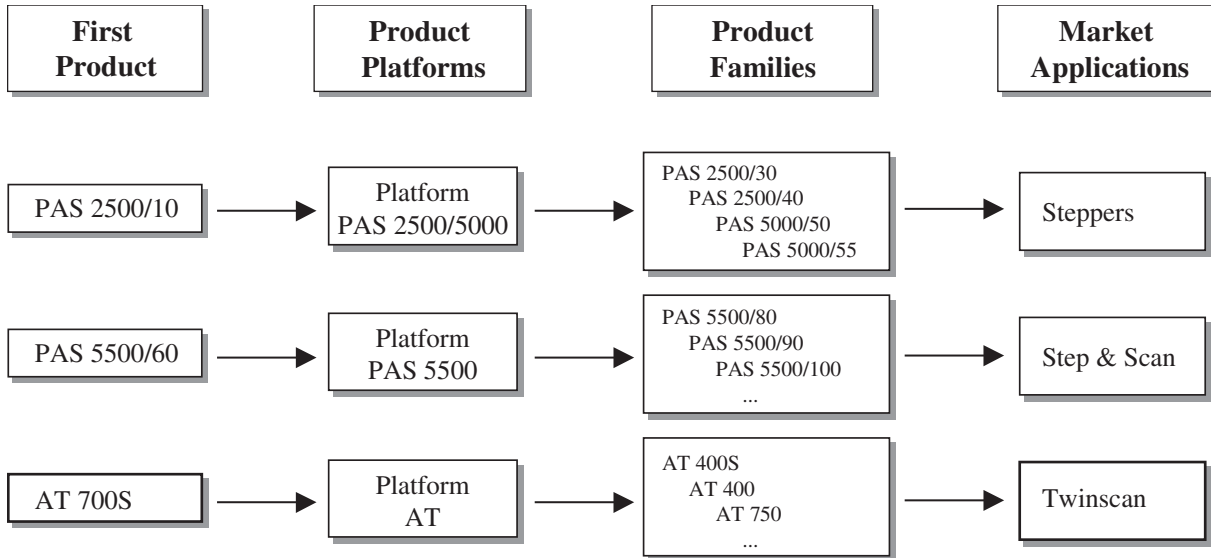 First
Product
Product
Platforms
Product
Families
Market
Applications
PAS 2500/10
Platform
PAS 2500/5000
PAS 2500/30
PAS 2500/40
PAS 5000/50
PAS 5000/55
Steppers
PAS 5500/60
Platform
PAS 5500
PAS 5500/80
PAS 5500/90
PAS 5500/100
...
Step & Scan
AT 700S
Platform
AT
AT 400S
AT 400
AT 750
...
Twinscan